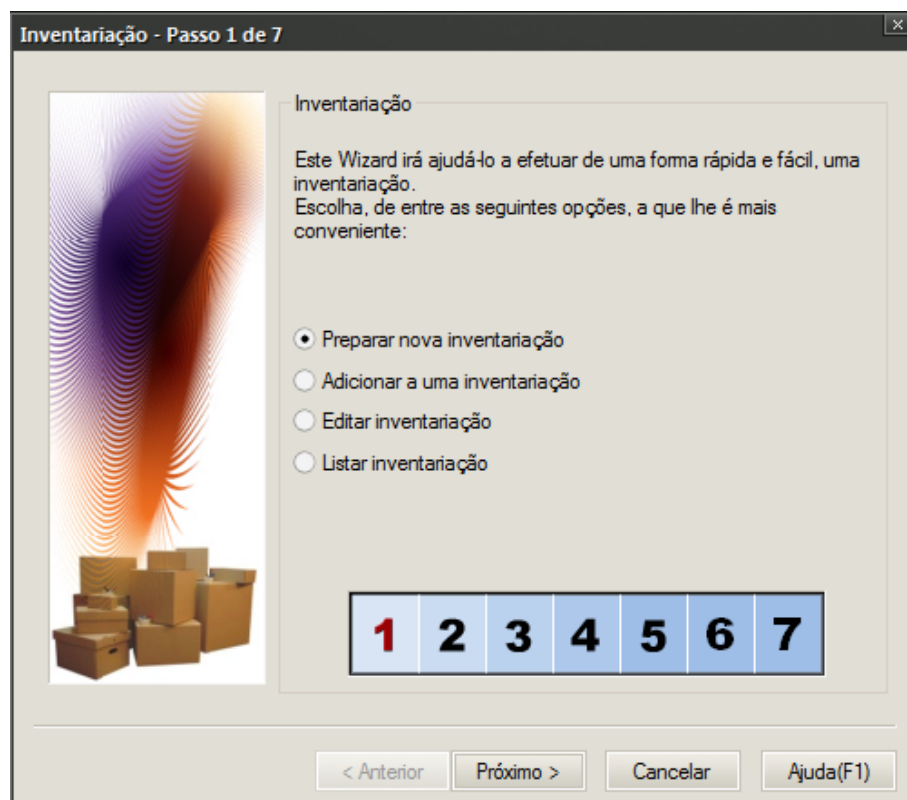 Inventariação - Passo 1 de 7
Inventariação
Este Wizard irá ajudá-lo a efetuar de uma forma rápida e fácil, uma
inventariação.
Escolha, de entre as seguintes opções, a que lhe é mais
conveniente:
Preparar nova inventariação
Adicionar a uma inventariação
Editar inventariação
Listar inventariação
1 2 3 4 5 6 7
< Anterior Próximo > Cancelar Ajuda(F1)